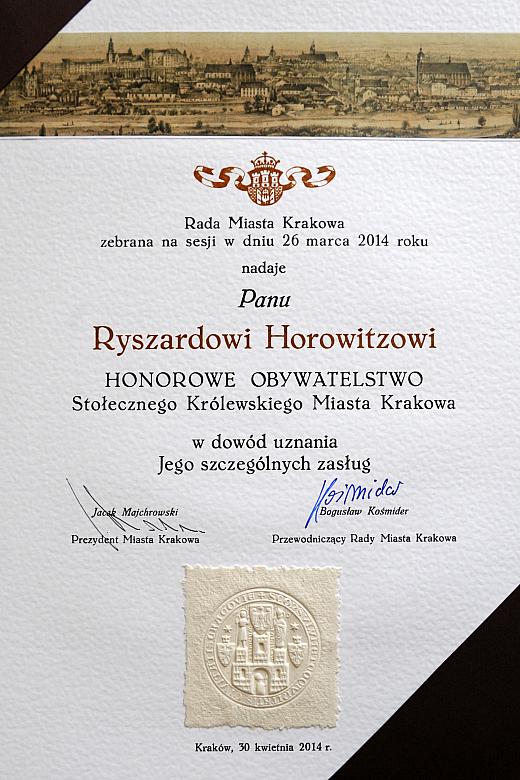 Rada Miasta Krakowa
zebrana na sesji w dniu 26 marca 2014 roku
nadaje
Panu
Ryszardowi Horowitzowi
HONOROWE OBYWATELSTWO
Stołecznego Królewskiego Miasta Krakowa
w dowód uznania
Jego szczególnych zasług
Jacek Majchrowski
Prezydent Miasta Krakowa
Kośmider
Bogusław Kośmider
Przewodniczący Rady Miasta Krakowa
Kraków, 30 kwietnia 2014 r.